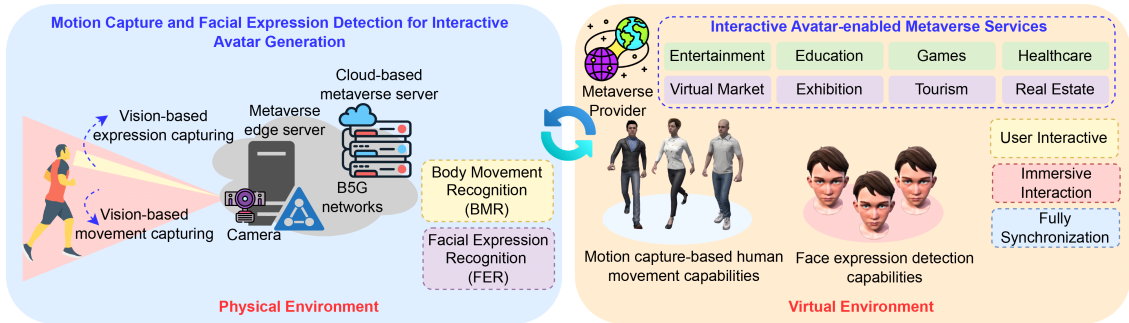 Motion Capture and Facial Expression Detection for Interactive
Avatar Generation
Cloud-based
metaverse server
Metaverse
edge server
Vision-based
expression capturing
B5G
networks
Vision-based
movement capturing
Camera
Body Movement
Recognition
(BMR)
Facial Expression
Recognition
(FER)
Physical Environment
Metaverse
Provider
Interactive Avatar-enabled Metaverse Services
Entertainment
Education
Games
Healthcare
Virtual Market
Exhibition
Tourism
Real Estate
User Interactive
Immersive
Interaction
Fully
Synchronization
Motion capture-based human
movement capabilities
Face expression detection
capabilities
Virtual Environment